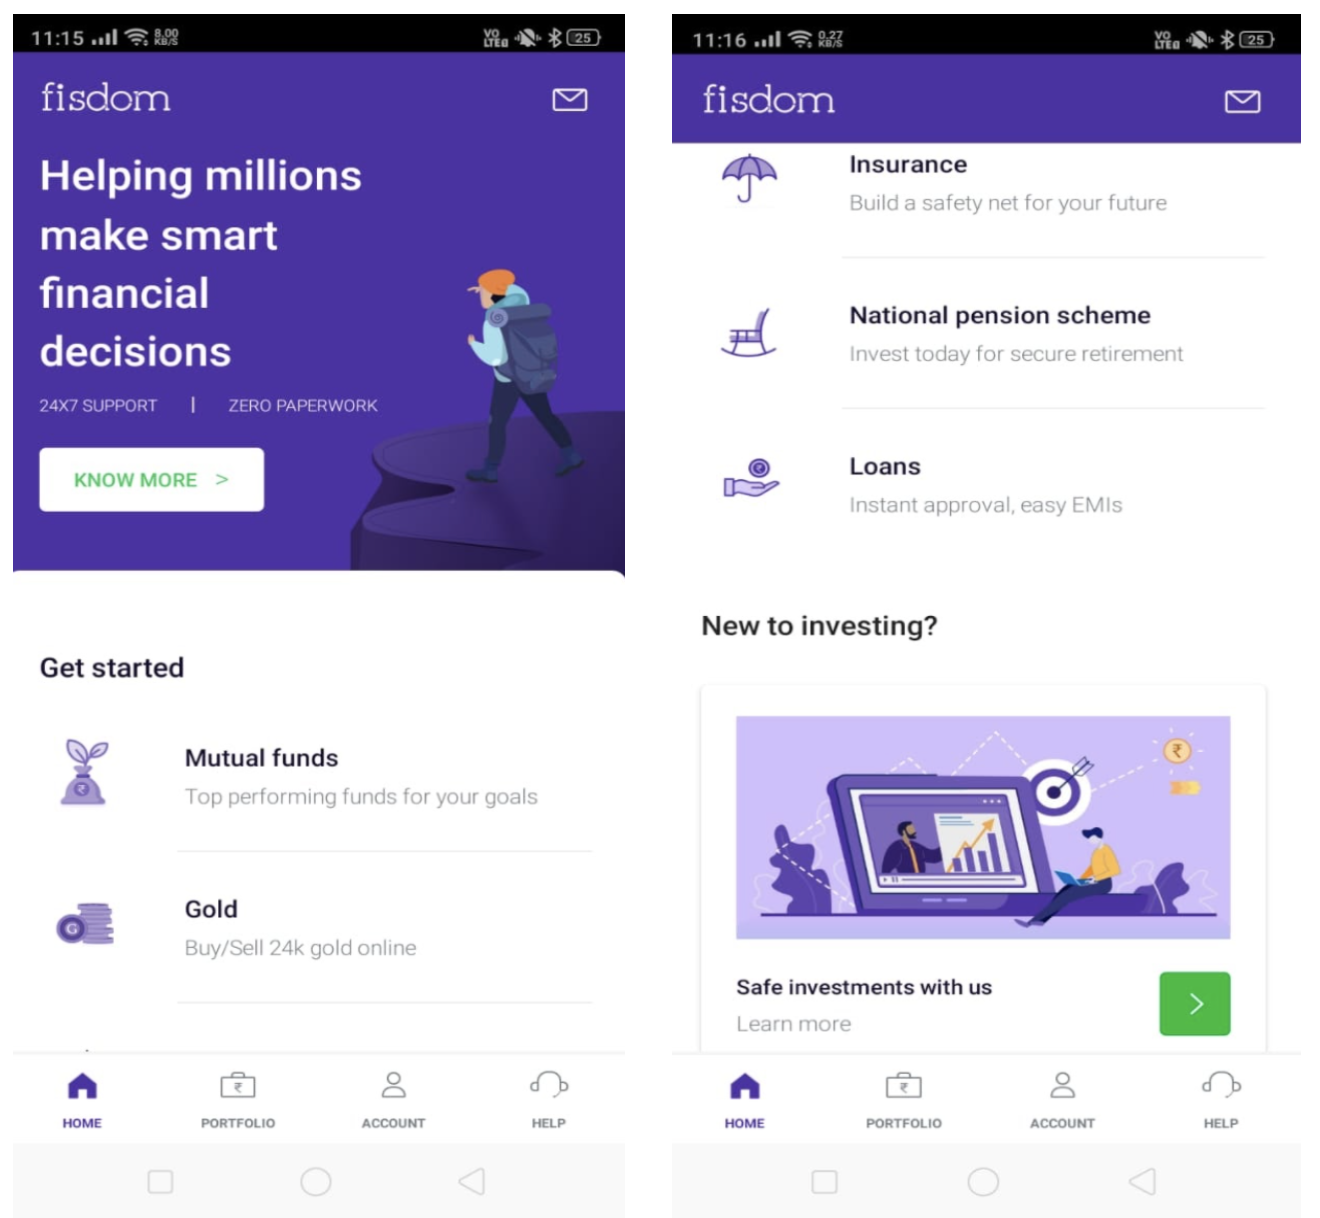 11:15
8.00
KB/S
VO
LTE
25
fisdom
Helping millions
make smart
financial
decisions
24X7 SUPPORT | ZERO PAPERWORK
KNOW MORE >
Get started
Mutual funds
Top performing funds for your goals
Gold
Buy/Sell 24k gold online
HOME
PORTFOLIO
ACCOUNT
HELP
11:16
0.27
KB/S
VO
LTE
25
fisdom
Insurance
Build a safety net for your future
National pension scheme
Invest today for secure retirement
Loans
Instant approval, easy EMIs
New to investing?
Safe investments with us
Learn more
HOME
PORTFOLIO
ACCOUNT
HELP